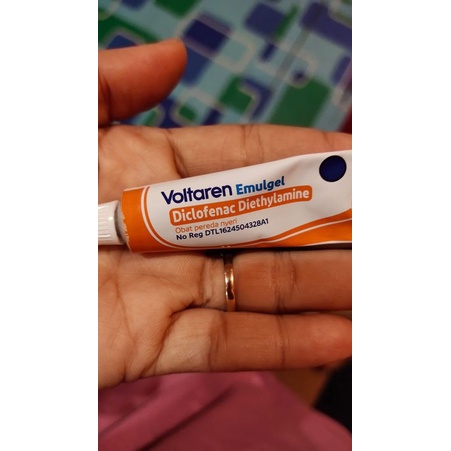 Voltaren Emulgel
Diclofenac Diethylamine
Obat pereda nyeri
No Reg DTL1624504328A1